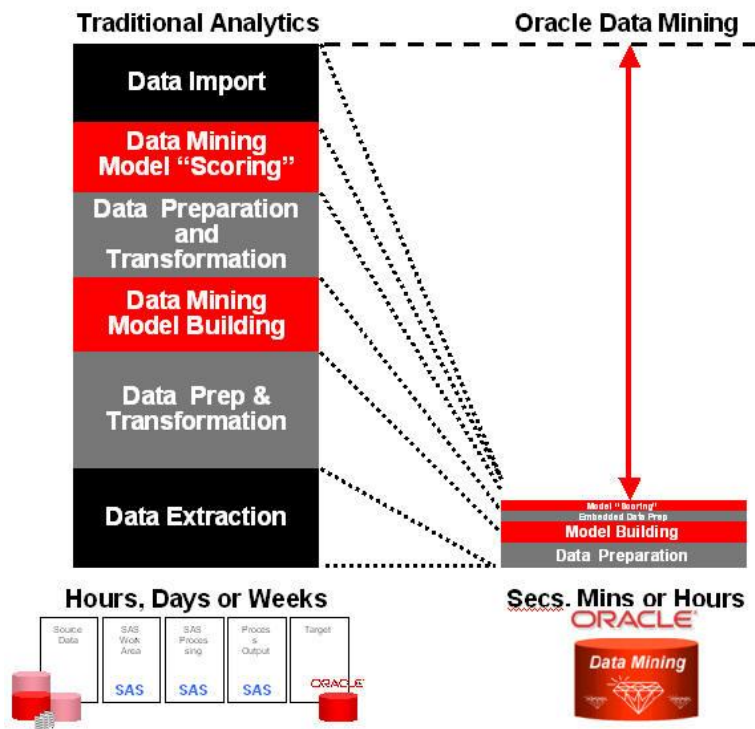 Traditional Analytics
Oracle Data Mining
Data Import
Data Mining
Model “Scoring”
Data Preparation
and
Transformation
Data Mining
Model Building
Data Prep &
Transformation
Data Extraction
Model “Scoring”
Embedded Data Prep
Model Building
Data Preparation
Hours, Days or Weeks
Source
Data
SAS
Work
Area
SAS
SAS
Proces
sing
SAS
Proces
s
Output
SAS
Target
ORACLE
Secs, Mins or Hours
ORACLE
Data Mining